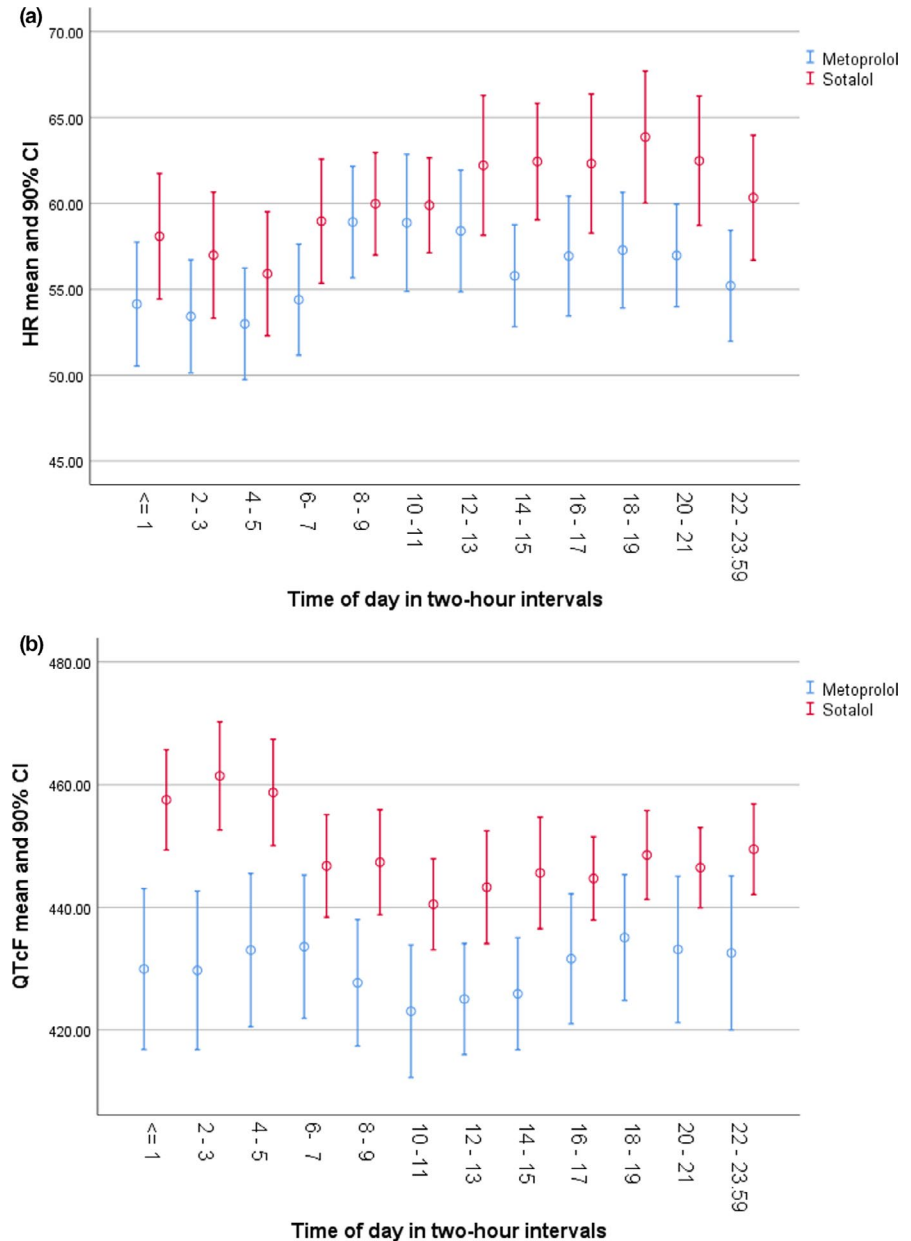 (a)
70.00
65.00
60.00
55.00
50.00
45.00
HR mean and 90% CI
Metoprolol
Sotalol
<= 1
2 - 3
4 - 5
6- 7
8 - 9
10 -11
12 - 13
14 - 15
16 - 17
18 - 19
20 - 21
22 - 23.59
Time of day in two-hour intervals
(b)
480.00
460.00
440.00
420.00
QTcF mean and 90% CI
Metoprolol
Sotalol
<= 1
2 - 3
4 - 5
6- 7
8 - 9
10 -11
12 - 13
14 - 15
16 - 17
18 - 19
20 - 21
22 - 23.59
Time of day in two-hour intervals